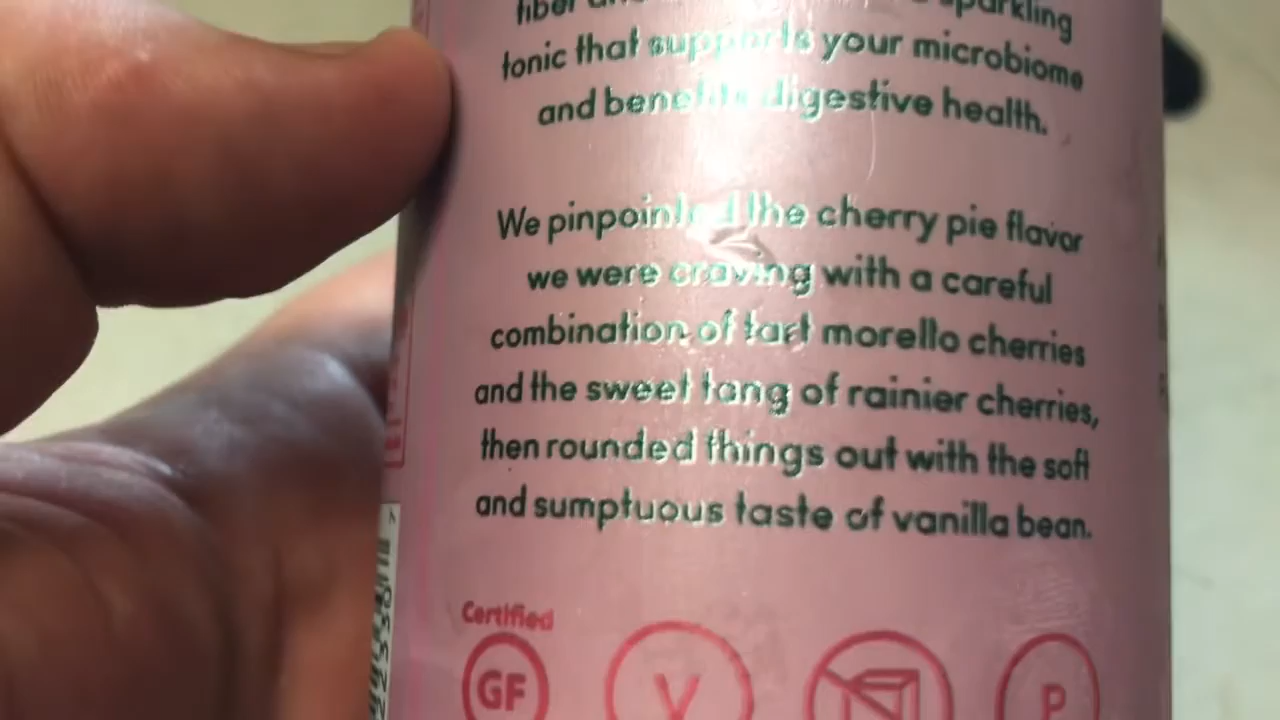 fiber sparkling
tonic that supports your microbiome
and benefits digestive health.
We pinpointed the cherry pie flavor
we were craving with a careful
combination of tart morello cherries
and the sweet tang of rainier cherries,
then rounded things out with the soft
and sumptuous taste of vanilla bean.
Certified
GF V P